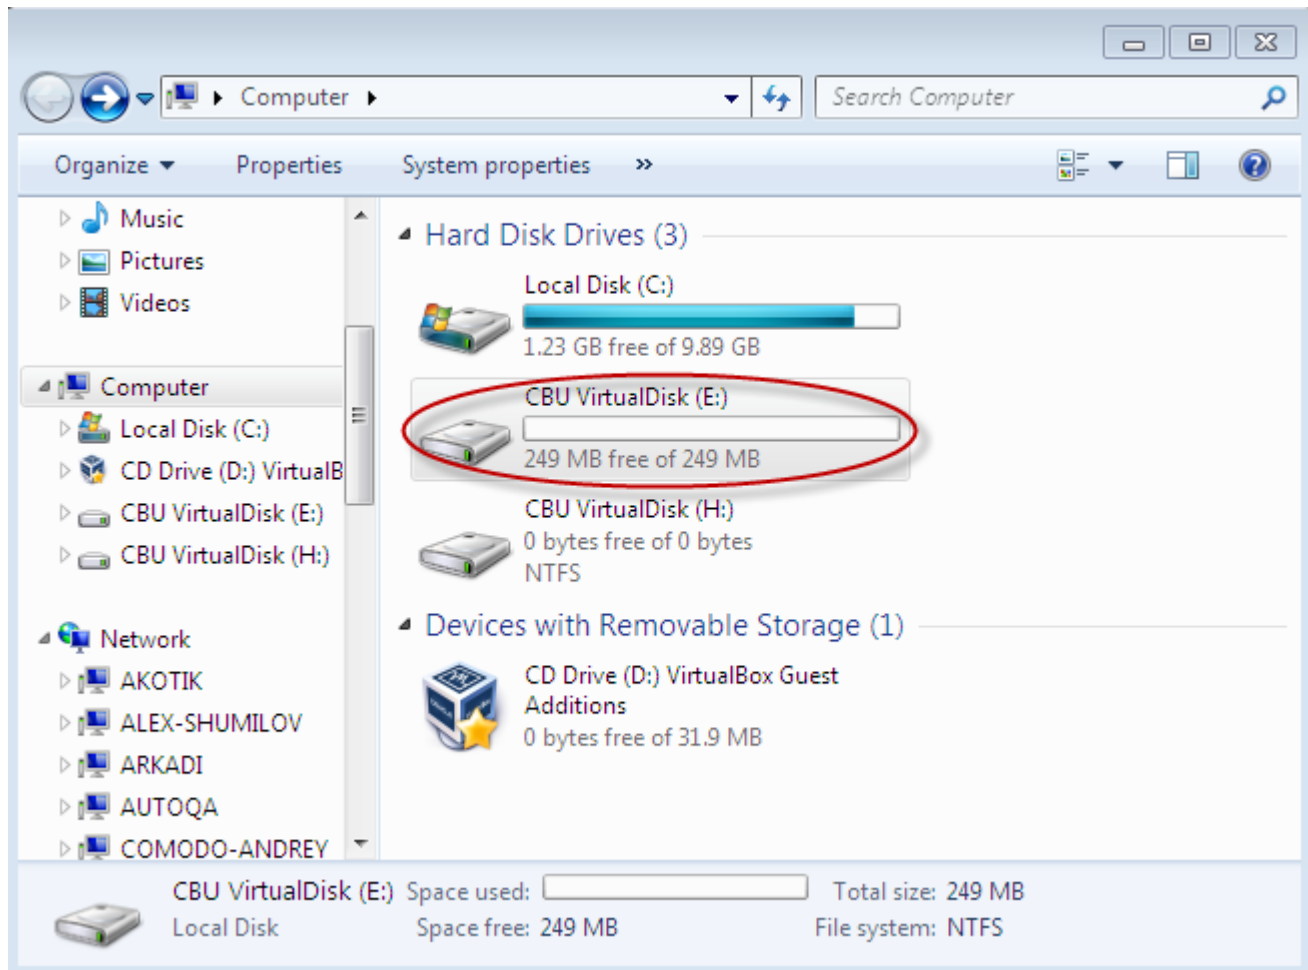 Computer
Search Computer
Organize Properties System properties »
Music
Pictures
Videos
Computer
Local Disk (C:)
CD Drive (D:) VirtualB
CBU VirtualDisk (E:)
CBU VirtualDisk (H:)
Network
AKOTIK
ALEX-SHUMILOV
ARKADI
AUTOQA
COMODO-ANDREY
Hard Disk Drives (3)
Local Disk (C:)
1.23 GB free of 9.89 GB
CBU VirtualDisk (E:)
249 MB free of 249 MB
CBU VirtualDisk (H:)
0 bytes free of 0 bytes
NTFS
Devices with Removable Storage (1)
CD Drive (D:) VirtualBox Guest
Additions
0 bytes free of 31.9 MB
CBU VirtualDisk (E:) Space used: Total size: 249 MB
Local Disk Space free: 249 MB File system: NTFS